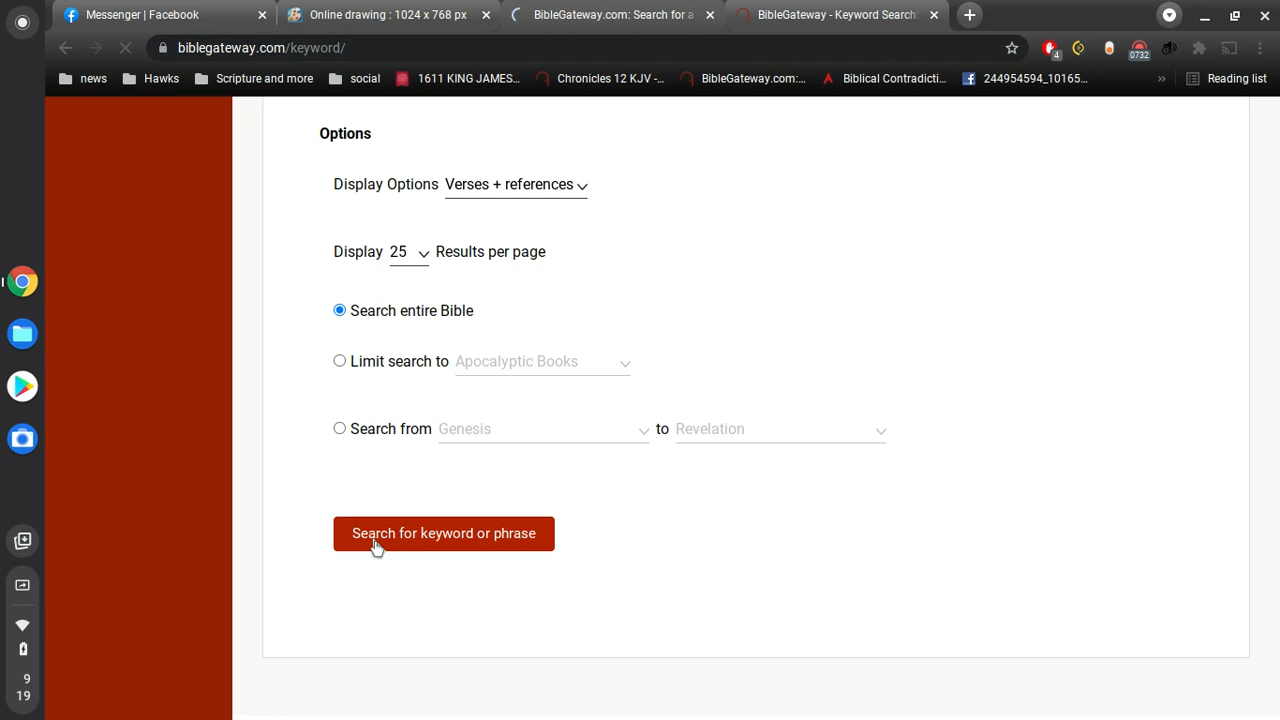 Messenger | Facebook
Online drawing : 1024 x 768 px
BibleGateway.com: Search for a
BibleGateway - Keyword Search:
biblegateway.com/keyword/
4
0732
news
Hawks
Scripture and more
social
1611 KING JAMES...
Chronicles 12 KJV -...
BibleGateway.com:...
Biblical Contradicti...
244954594_10165...
»
Reading list
Options
Display Options Verses + references
Display 25 Results per page
Search entire Bible
Limit search to Apocalyptic Books
Search from Genesis to Revelation
Search for keyword or phrase
9
19